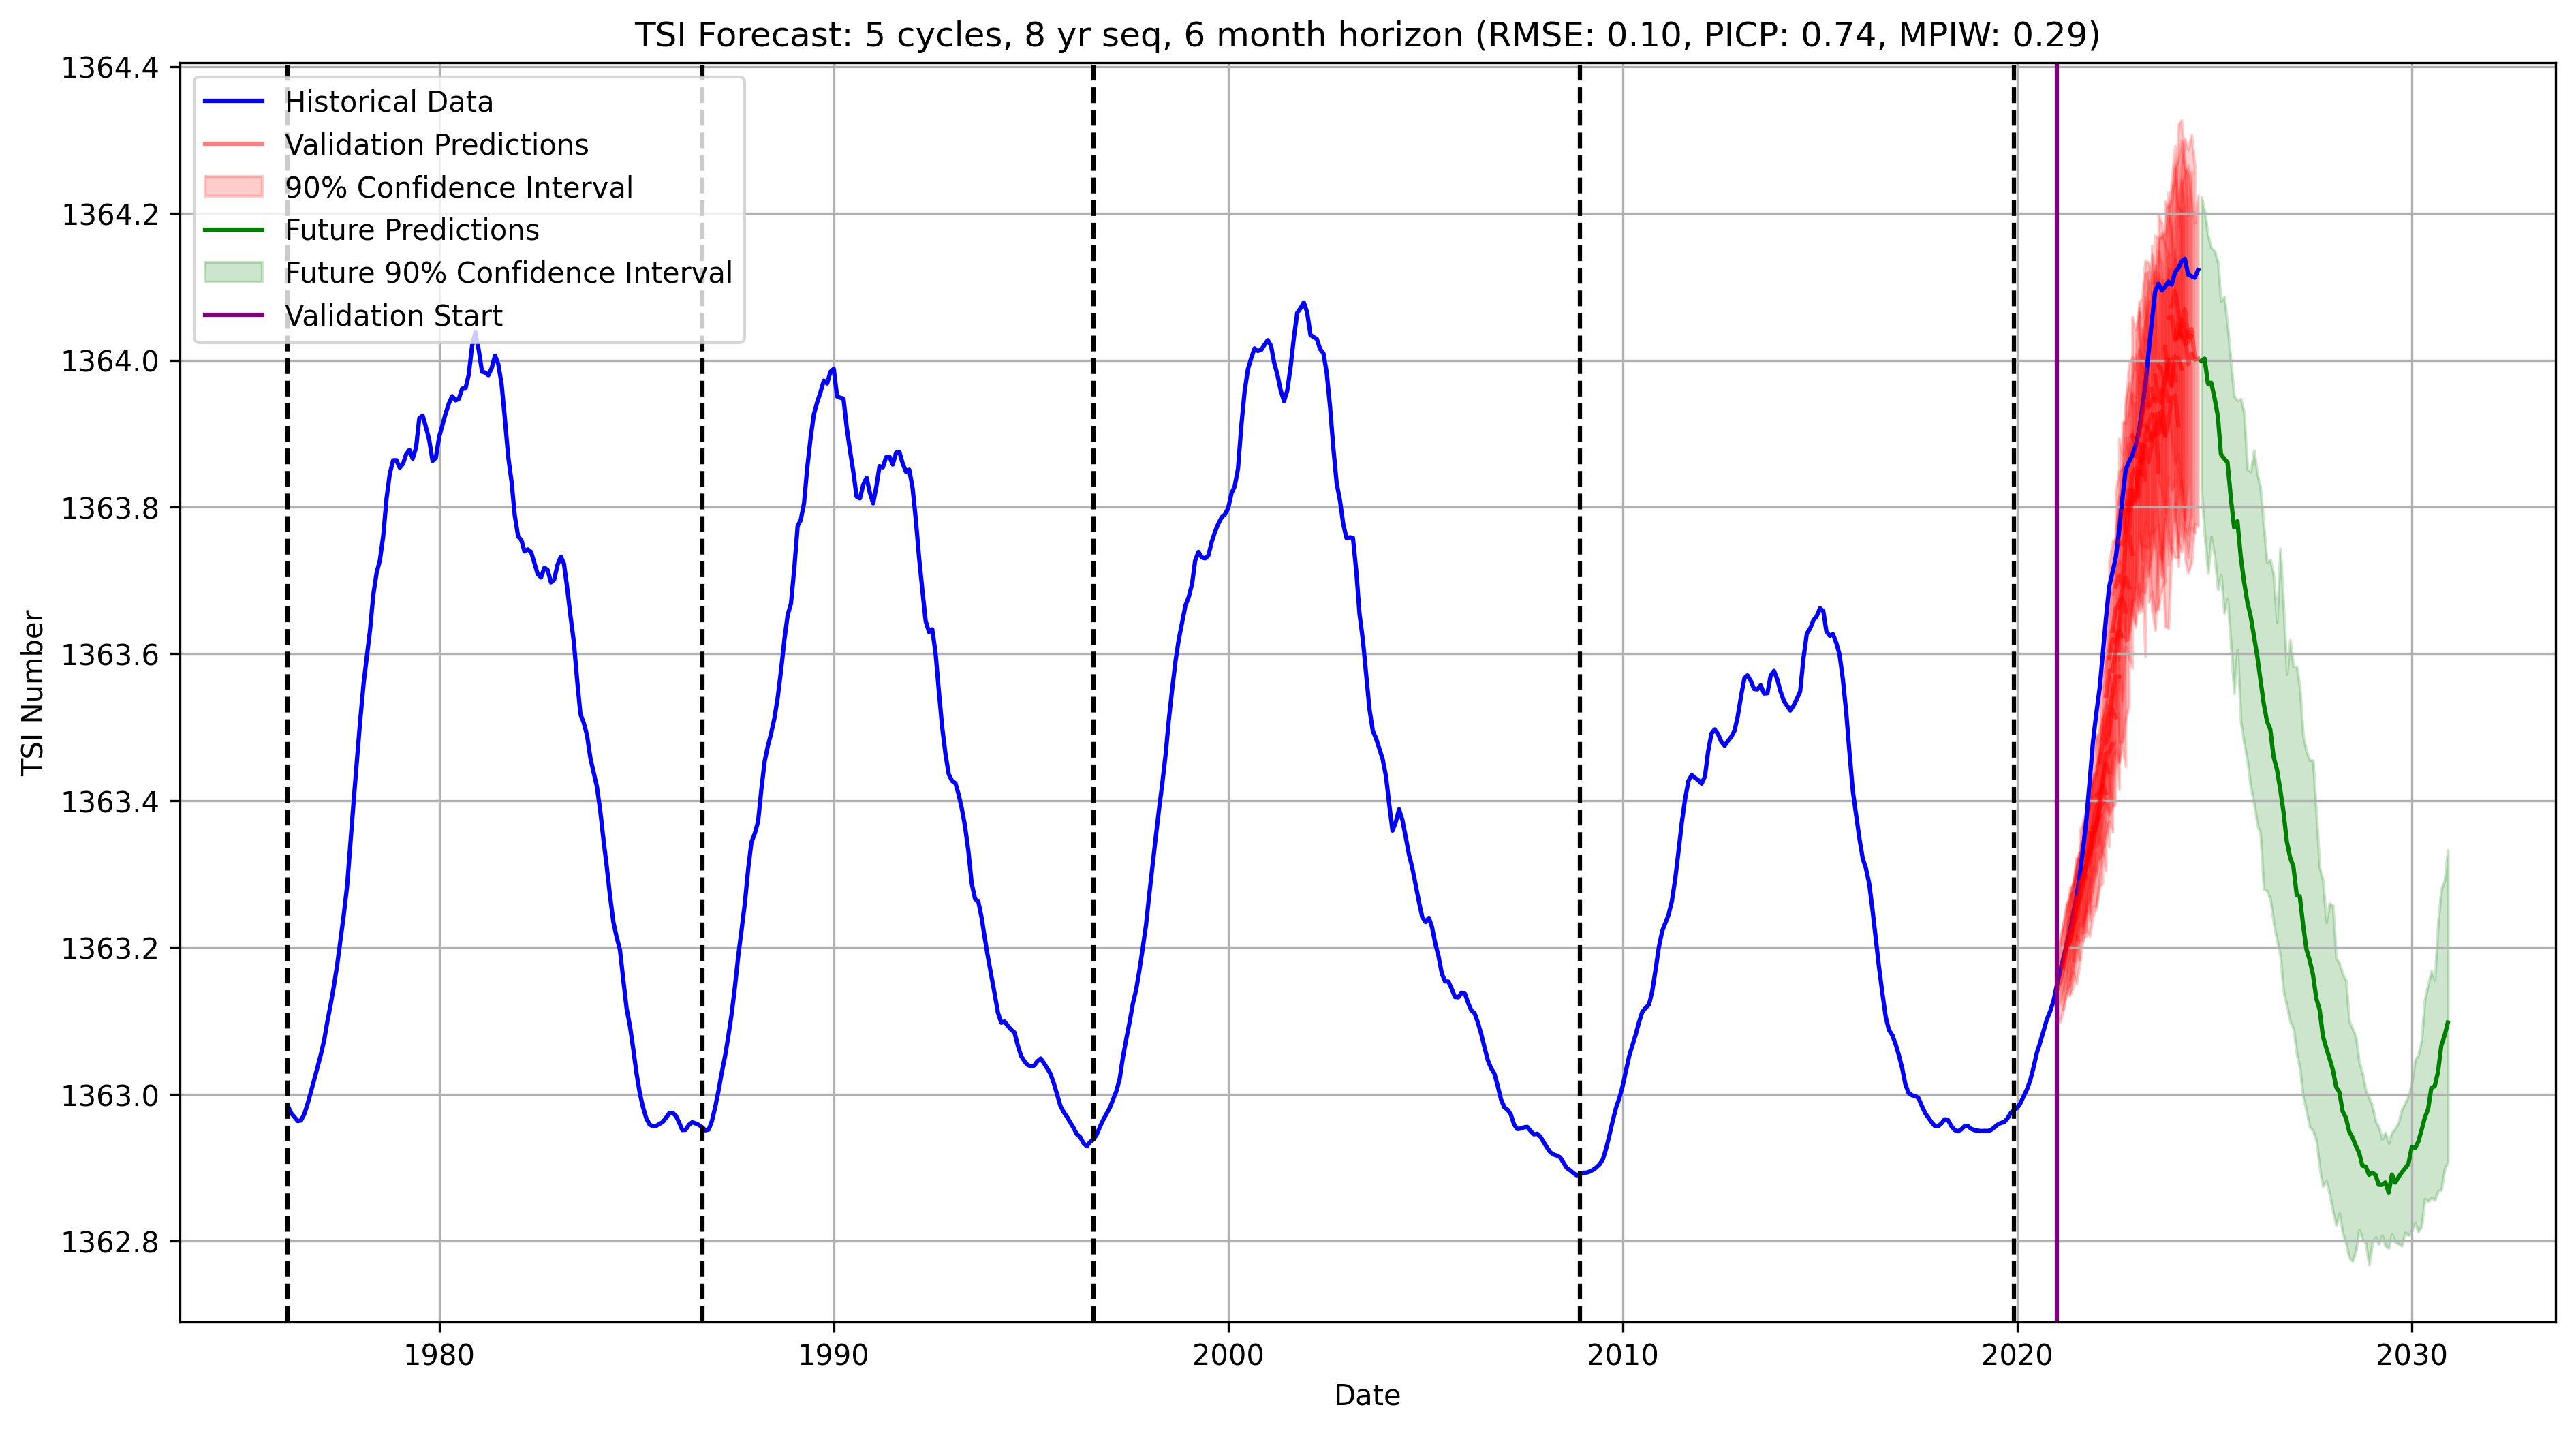 TSI Forecast: 5 cycles, 8 yr seq, 6 month horizon (RMSE: 0.10, PICP: 0.74, MPIW: 0.29)
Historical Data
Validation Predictions
90% Confidence Interval
Future Predictions
Future 90% Confidence Interval
Validation Start
TSI Number
1364.4
1364.2
1364.0
1363.8
1363.6
1363.4
1363.2
1363.0
1362.8
1980
1990
2000
2010
2020
2030
Date